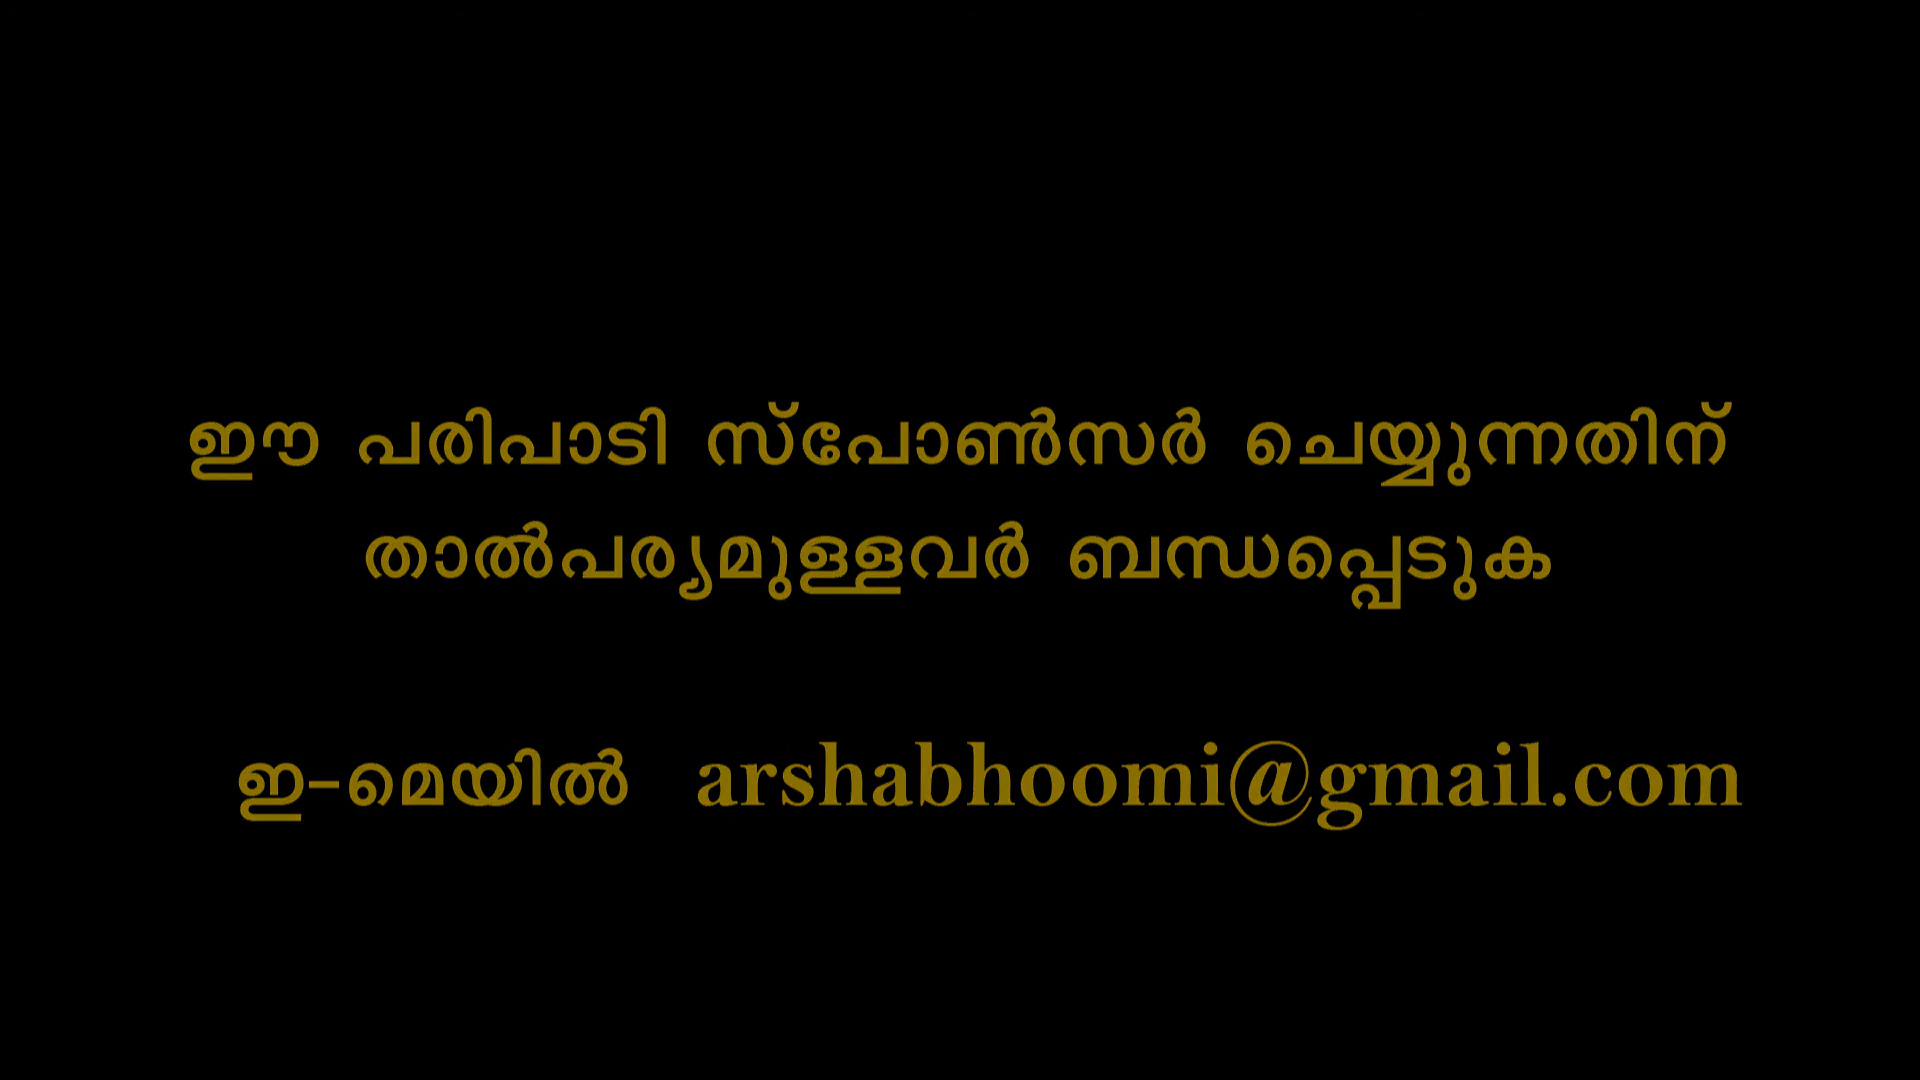 ഈ പരിപാടി സ്പോൺസർ ചെയ്യുന്നതിന്
താൽപര്യമുള്ളവർ ബന്ധപ്പെടുക
ഇ-മെയിൽ arshabhoomi@gmail.com